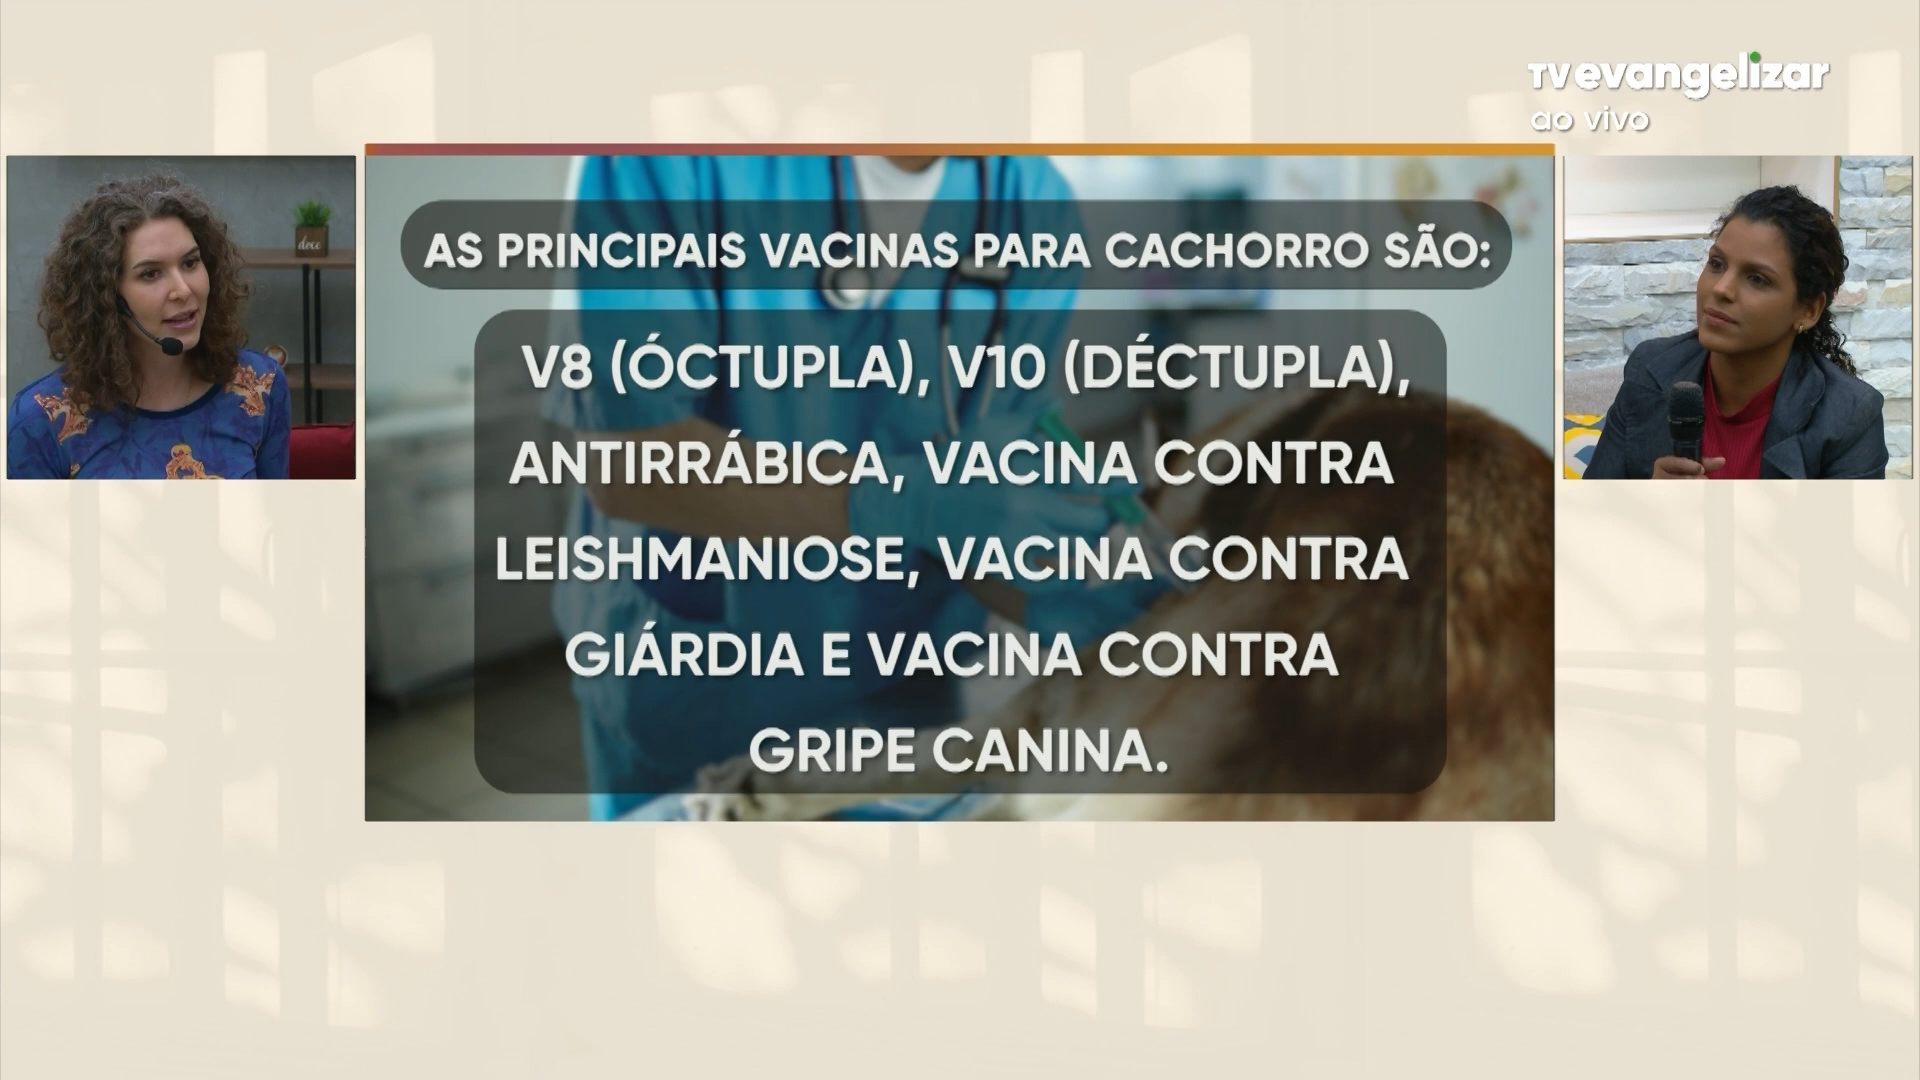 TV evangelizar
ao vivo
AS PRINCIPAIS VACINAS PARA CACHORRO SÃO:
V8 (ÓCTUPLA), V10 (DÉCTUPLA),
ANTIRRÁBICA, VACINA CONTRA
LEISHMANIOSE, VACINA CONTRA
GIÁRDIA E VACINA CONTRA
GRIPE CANINA.
deco